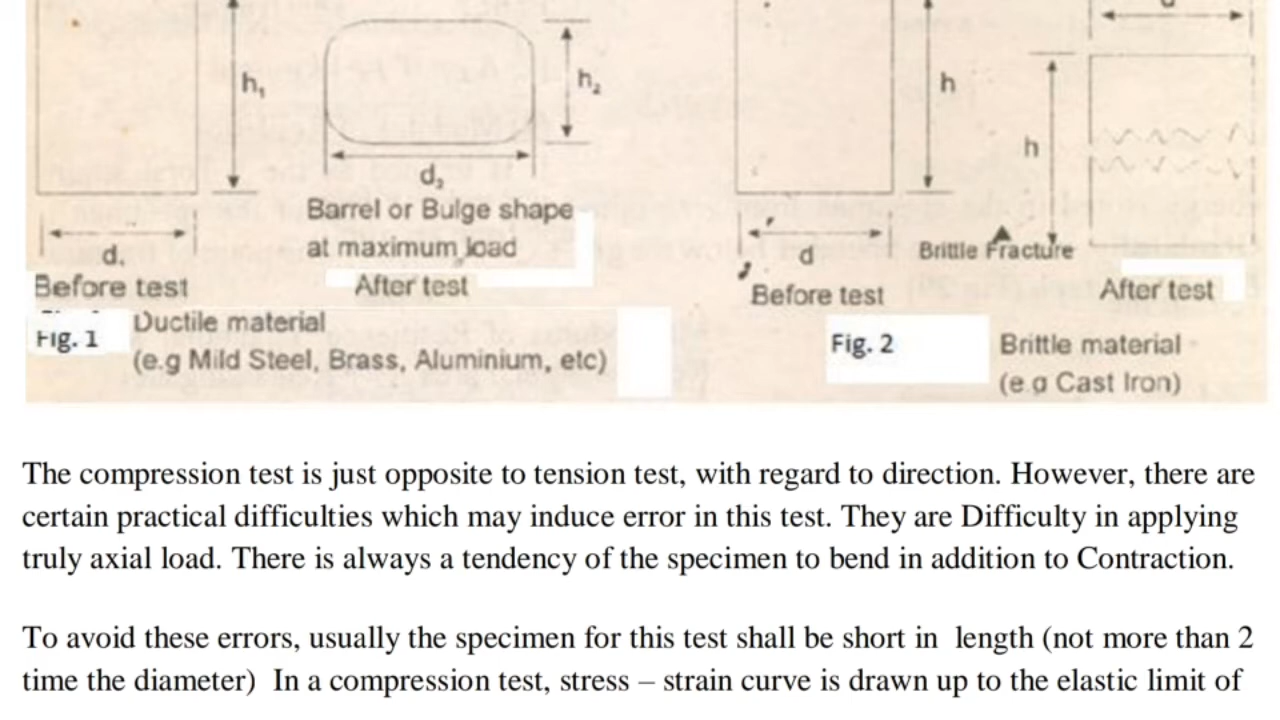 h₁
h₂
d₂
Barrel or Bulge shape
at maximum load
After test
d₁
Before test
Fig. 1
Ductile material
(e.g Mild Steel, Brass, Aluminium, etc)
h
h
d
Brittle Fracture
Before test
After test
Fig. 2
Brittle material
(e.g Cast Iron)
The compression test is just opposite to tension test, with regard to direction. However, there are
certain practical difficulties which may induce error in this test. They are Difficulty in applying
truly axial load. There is always a tendency of the specimen to bend in addition to Contraction.
To avoid these errors, usually the specimen for this test shall be short in  length (not more than 2
time the diameter)  In a compression test, stress – strain curve is drawn up to the elastic limit of